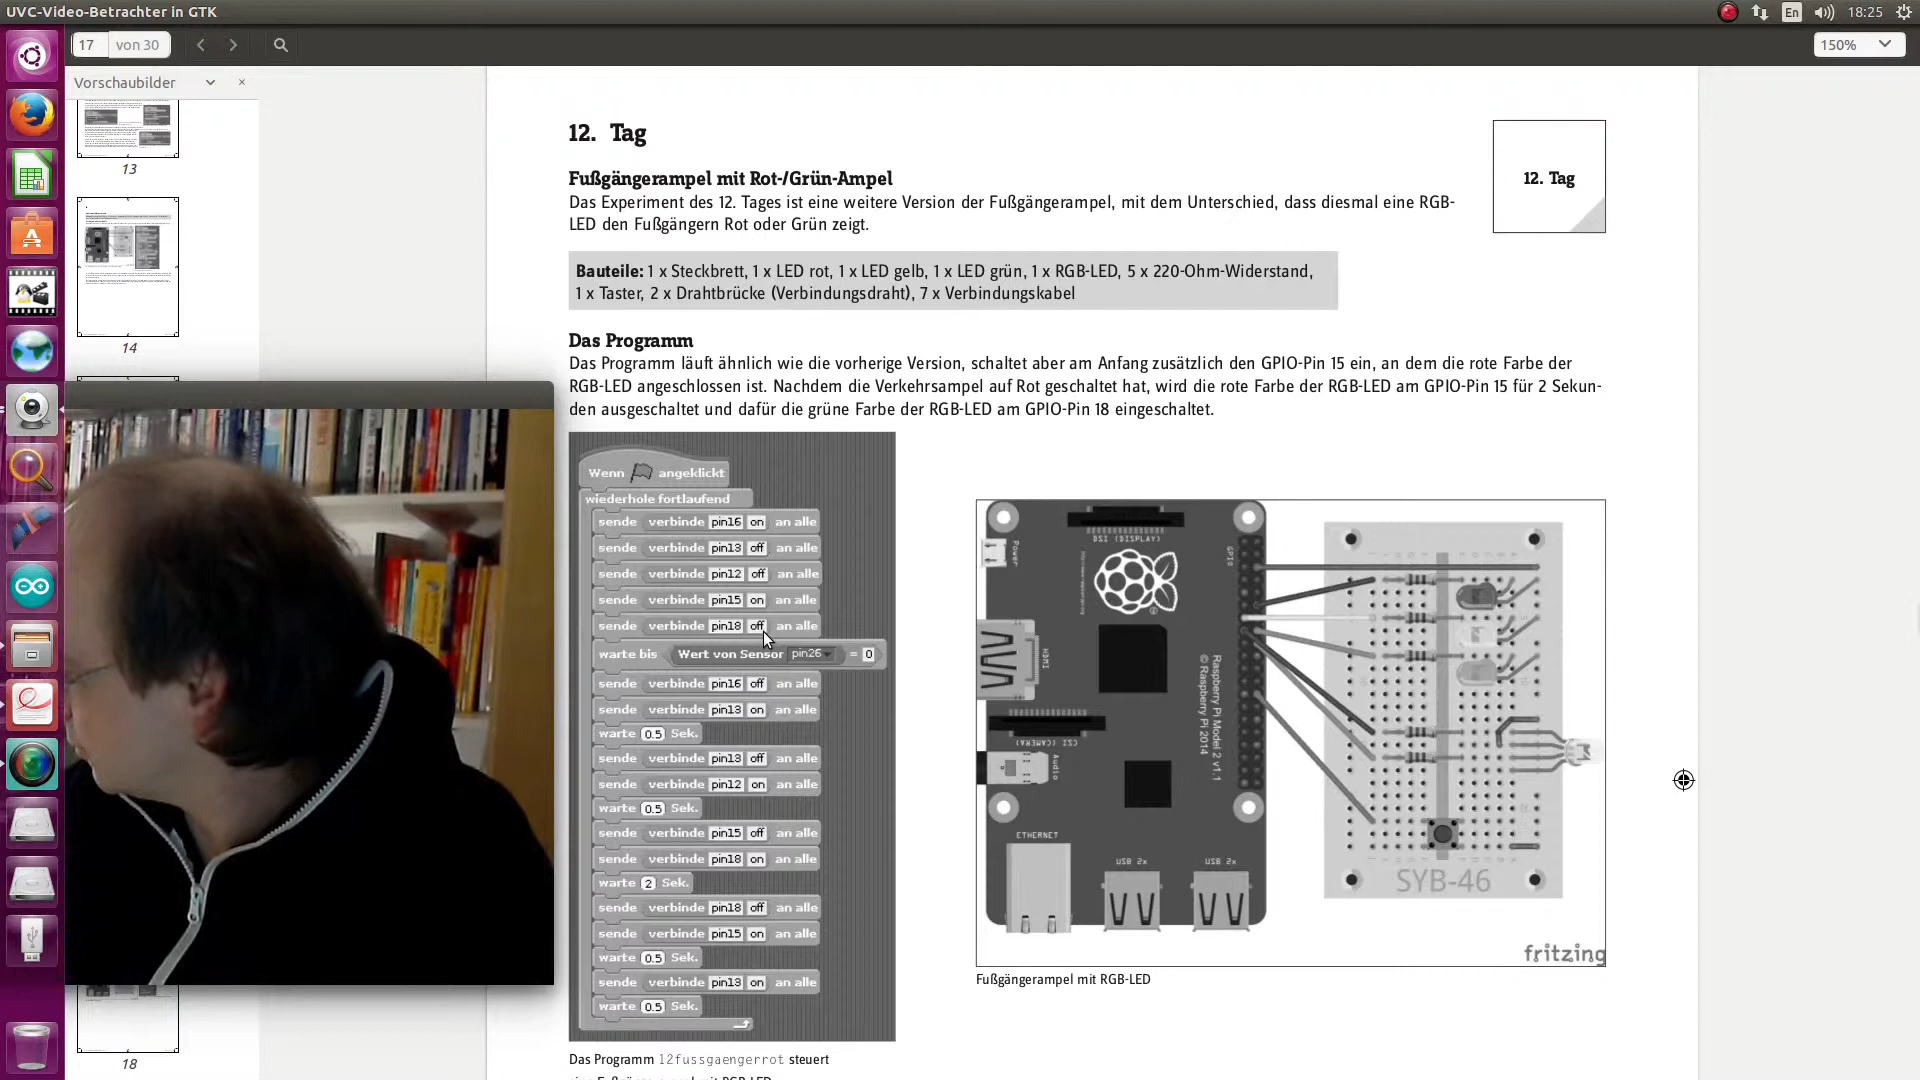 UVC-Video-Betrachter in GTK
En
18:25
17 von 30
150%
Vorschaubilder
13
14
18
12. Tag
12. Tag
Fußgängerampel mit Rot-/Grün-Ampel
Das Experiment des 12. Tages ist eine weitere Version der Fußgängerampel, mit dem Unterschied, dass diesmal eine RGB-
LED den Fußgängern Rot oder Grün zeigt.
Bauteile: 1 x Steckbrett, 1 x LED rot, 1 x LED gelb, 1 x LED grün, 1 x RGB-LED, 5 x 220-Ohm-Widerstand,
1 x Taster, 2 x Drahtbrücke (Verbindungsdraht), 7 x Verbindungskabel
Das Programm
Das Programm läuft ähnlich wie die vorherige Version, schaltet aber am Anfang zusätzlich den GPIO-Pin 15 ein, an dem die rote Farbe der
RGB-LED angeschlossen ist. Nachdem die Verkehrsampel auf Rot geschaltet hat, wird die rote Farbe der RGB-LED am GPIO-Pin 15 für 2 Sekun-
den ausgeschaltet und dafür die grüne Farbe der RGB-LED am GPIO-Pin 18 eingeschaltet.
Wenn angeklickt
wiederhole fortlaufend
sende verbinde pin16 on an alle
sende verbinde pin13 off an alle
sende verbinde pin12 off an alle
sende verbinde pin15 on an alle
sende verbinde pin18 off an alle
warte bis Wert von Sensor pin26 = 0
sende verbinde pin16 off an alle
sende verbinde pin13 on an alle
warte 0.5 Sek.
sende verbinde pin13 off an alle
sende verbinde pin12 on an alle
warte 0.5 Sek.
sende verbinde pin15 off an alle
sende verbinde pin18 on an alle
warte 2 Sek.
sende verbinde pin18 off an alle
sende verbinde pin15 on an alle
warte 0.5 Sek.
sende verbinde pin13 on an alle
warte 0.5 Sek.
Das Programm 12fussgaengerrot steuert
DSI (DISPLAY)
Power
GPIO
HDMI
Raspberry Pi Model 2 v1.1
© Raspberry Pi 2014
CSI (CAMERA)
Audio
ETHERNET
USB 2x
USB 2x
SYB-46
fritzing
Fußgängerampel mit RGB-LED